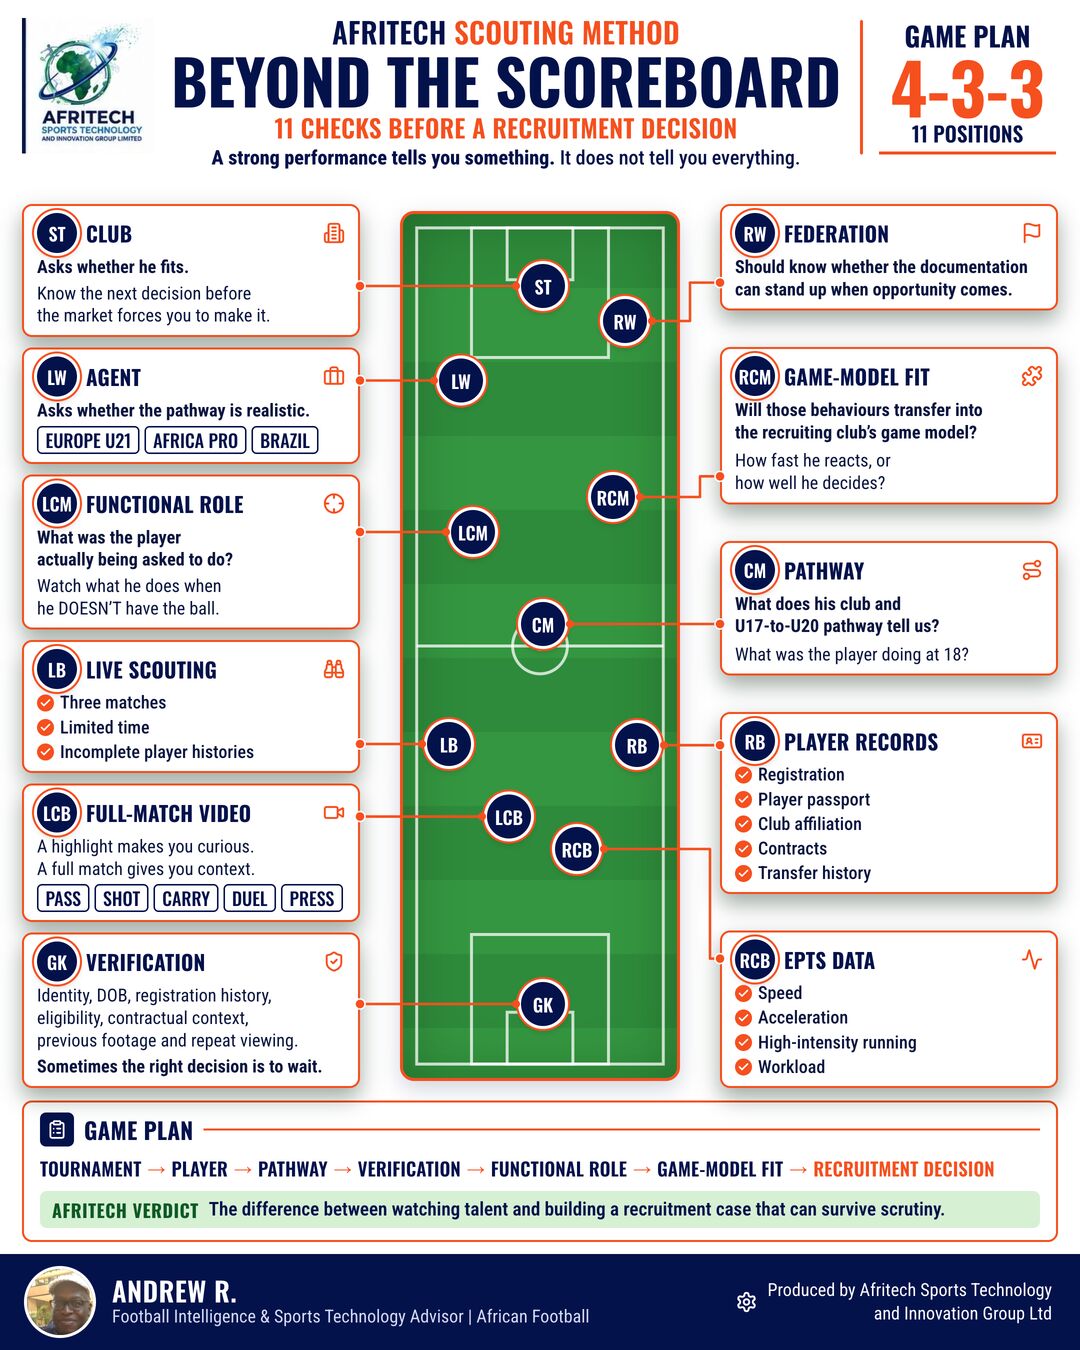 AFRITECH
SPORTS TECHNOLOGY
AND INNOVATION GROUP LIMITED
AFRITECH SCOUTING METHOD
BEYOND THE SCOREBOARD
11 CHECKS BEFORE A RECRUITMENT DECISION
A strong performance tells you something. It does not tell you everything.
GAME PLAN
4-3-3
11 POSITIONS
ST CLUB
Asks whether he fits.
Know the next decision before
the market forces you to make it.
LW AGENT
Asks whether the pathway is realistic.
EUROPE U21 AFRICA PRO BRAZIL
LCM FUNCTIONAL ROLE
What was the player
actually being asked to do?
Watch what he does when
he DOESN'T have the ball.
LB LIVE SCOUTING
Three matches
Limited time
Incomplete player histories
LCB FULL-MATCH VIDEO
A highlight makes you curious.
A full match gives you context.
PASS SHOT CARRY DUEL PRESS
GK VERIFICATION
Identity, DOB, registration history,
eligibility, contractual context,
previous footage and repeat viewing.
Sometimes the right decision is to wait.
ST
RW
LW
RCM
LCM
CM
LB
RB
LCB
RCB
GK
RW FEDERATION
Should know whether the documentation
can stand up when opportunity comes.
RCM GAME-MODEL FIT
Will those behaviours transfer into
the recruiting club's game model?
How fast he reacts, or
how well he decides?
CM PATHWAY
What does his club and
U17-to-U20 pathway tell us?
What was the player doing at 18?
RB PLAYER RECORDS
Registration
Player passport
Club affiliation
Contracts
Transfer history
RCB EPTS DATA
Speed
Acceleration
High-intensity running
Workload
GAME PLAN
TOURNAMENT → PLAYER → PATHWAY → VERIFICATION → FUNCTIONAL ROLE → GAME-MODEL FIT → RECRUITMENT DECISION
AFRITECH VERDICT The difference between watching talent and building a recruitment case that can survive scrutiny.
ANDREW R.
Football Intelligence & Sports Technology Advisor | African Football
Produced by Afritech Sports Technology
and Innovation Group Ltd